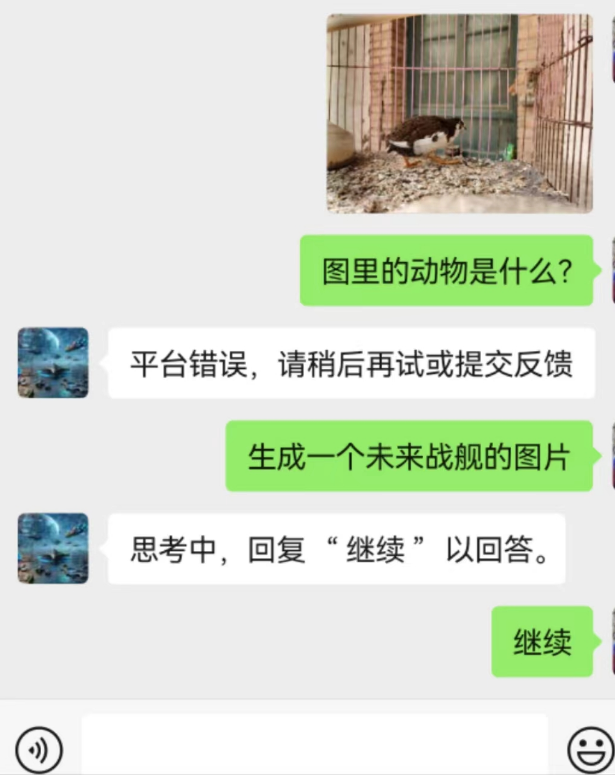 图里的动物是什么?
平台错误，请稍后再试或提交反馈
生成一个未来战舰的图片
思考中，回复 “ 继续 ” 以回答。
继续